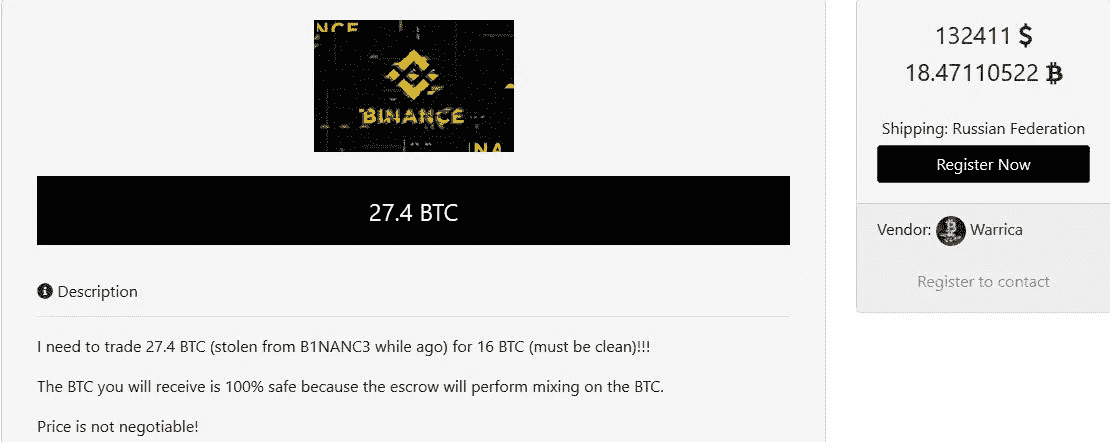 NCE
BINANCE
NA
27.4 BTC
Description
I need to trade 27.4 BTC (stolen from B1NANC3 while ago) for 16 BTC (must be clean)!!!
The BTC you will receive is 100% safe because the escrow will perform mixing on the BTC.
Price is not negotiable!
132411 $
18.47110522 ₿
Shipping: Russian Federation
Register Now
Vendor: Warrica
Register to contact